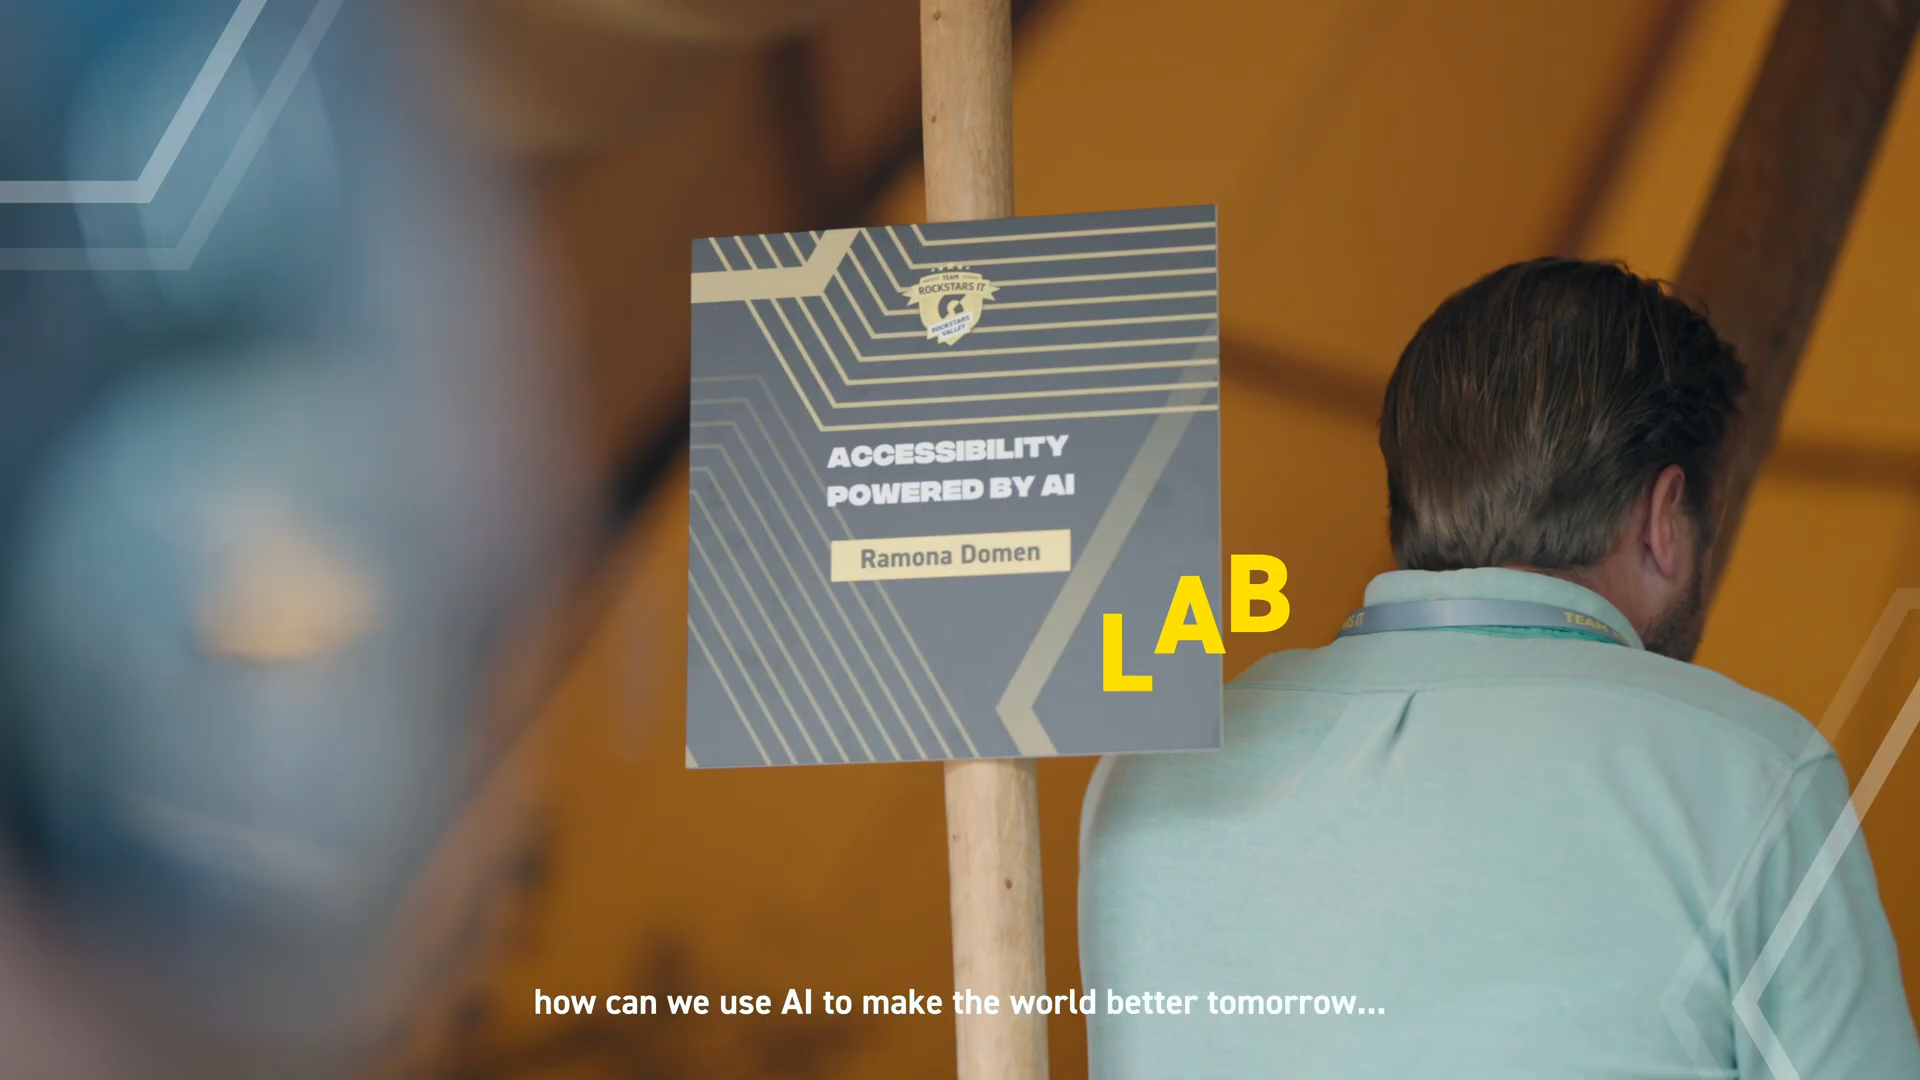 TEAM
ROCKSTARS IT
ROCKSTARS
VALLEY
ACCESSIBILITY
POWERED BY AI
Ramona Domen
LAB
TEAM
how can we use AI to make the world better tomorrow...